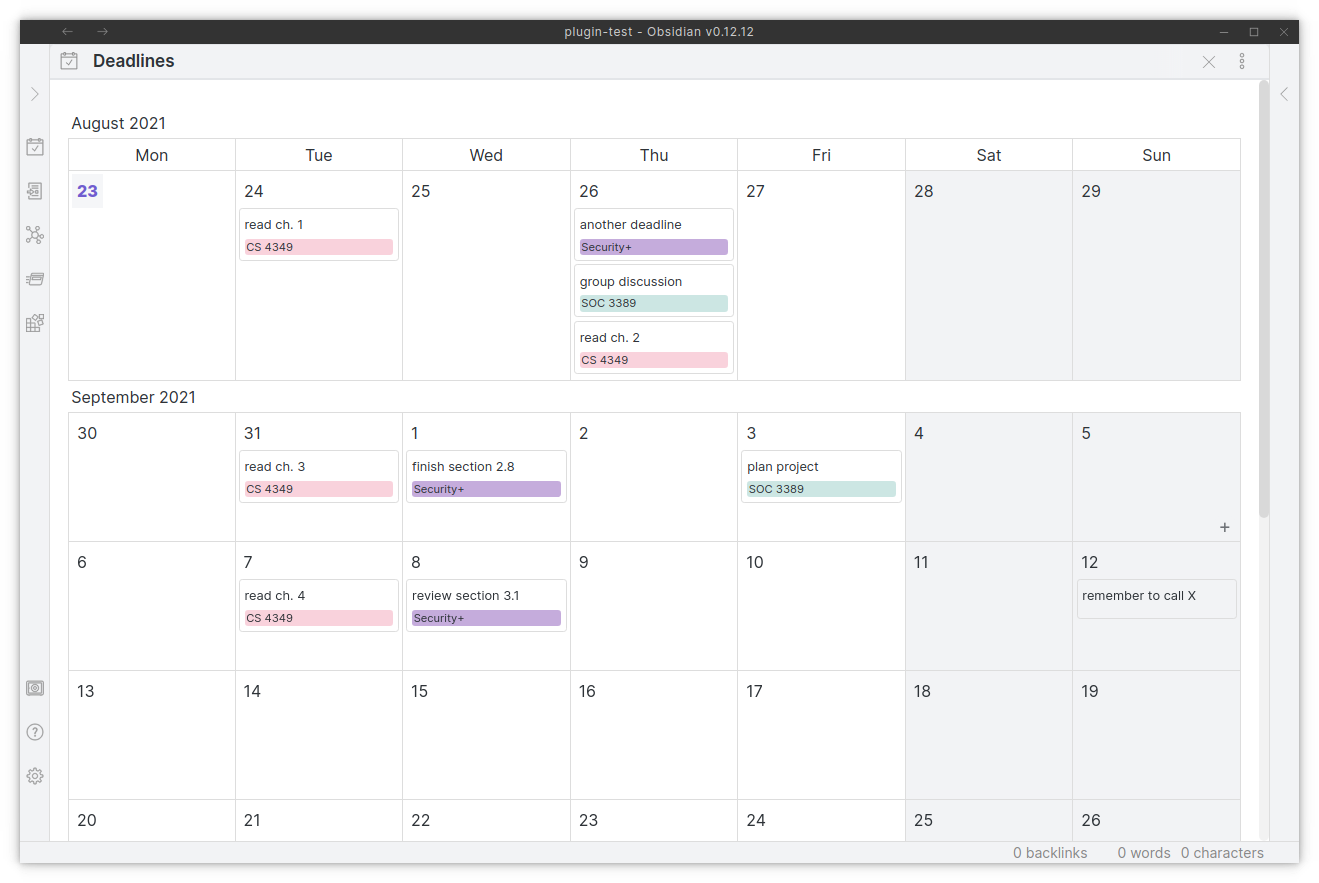 plugin-test - Obsidian v0.12.12
Deadlines
August 2021
Mon Tue Wed Thu Fri Sat Sun
23 24 25 26 27 28 29
read ch. 1
CS 4349
another deadline
Security+
group discussion
SOC 3389
read ch. 2
CS 4349
September 2021
30 31 1 2 3 4 5
read ch. 3
CS 4349
finish section 2.8
Security+
plan project
SOC 3389
+
6 7 8 9 10 11 12
read ch. 4
CS 4349
review section 3.1
Security+
remember to call X
13 14 15 16 17 18 19
20 21 22 23 24 25 26
0 backlinks 0 words 0 characters